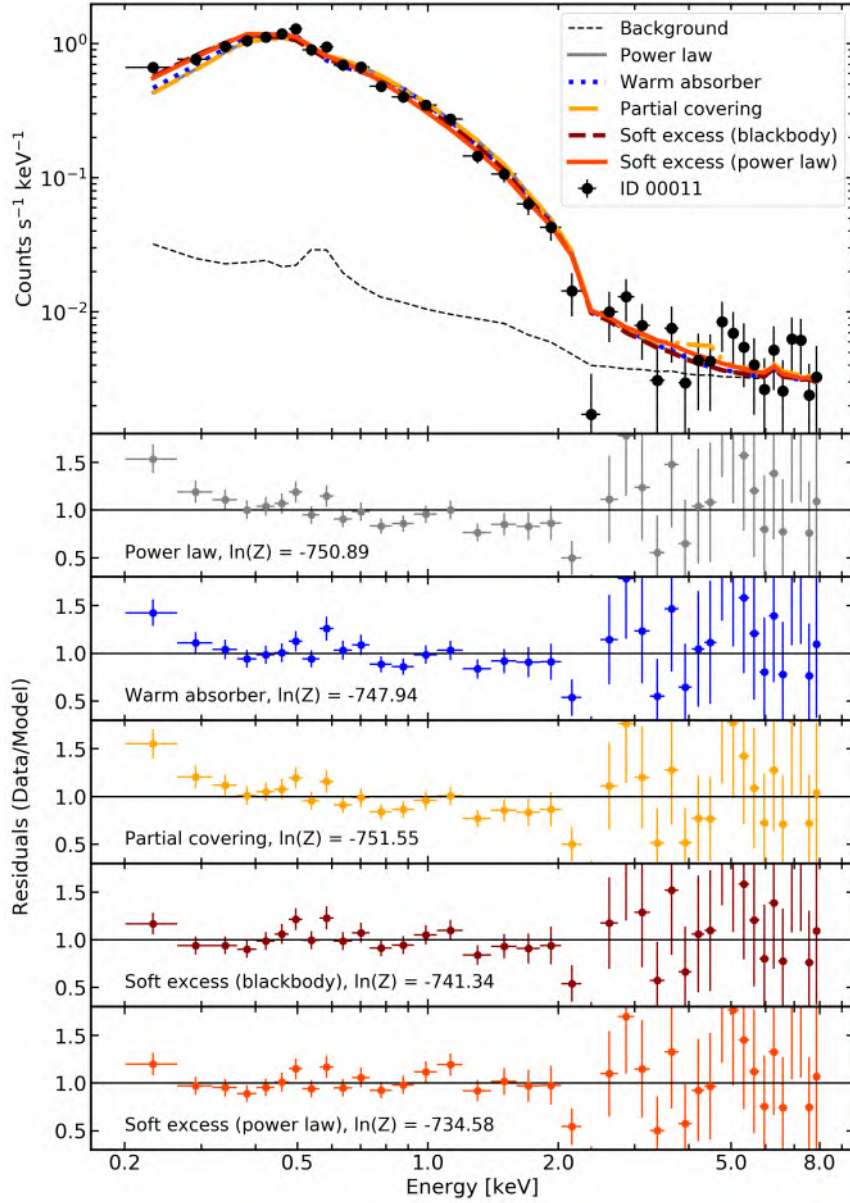 Background
Power law
Warm absorber
Partial covering
Soft excess (blackbody)
Soft excess (power law)
ID 00011
Counts s⁻¹ keV⁻¹
10⁰
10⁻¹
10⁻²
1.5
1.0
0.5
Power law, ln(Z) = -750.89
1.5
1.0
0.5
Warm absorber, ln(Z) = -747.94
1.5
1.0
0.5
Partial covering, ln(Z) = -751.55
1.5
1.0
0.5
Soft excess (blackbody), ln(Z) = -741.34
1.5
1.0
0.5
Soft excess (power law), ln(Z) = -734.58
Residuals (Data/Model)
0.2 0.5 1.0 2.0 5.0 8.0
Energy [keV]